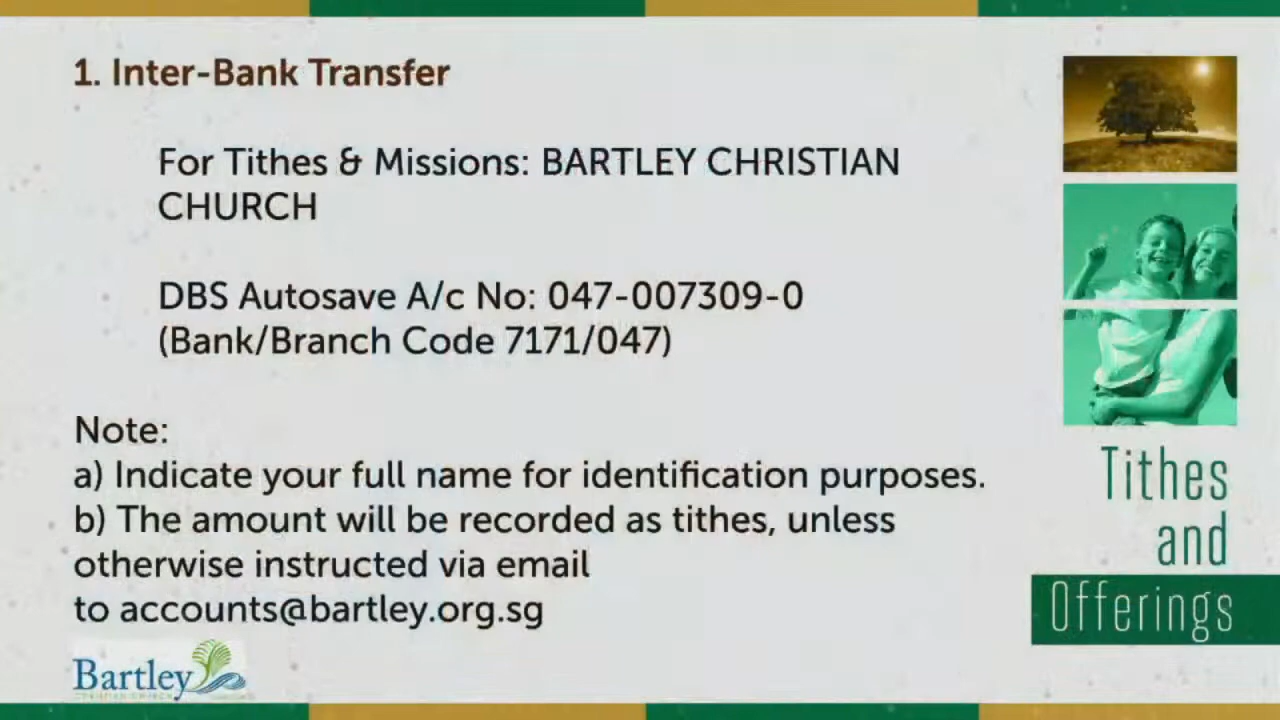 1. Inter-Bank Transfer
For Tithes & Missions: BARTLEY CHRISTIAN
CHURCH
DBS Autosave A/c No: 047-007309-0
(Bank/Branch Code 7171/047)
Note:
a) Indicate your full name for identification purposes.
b) The amount will be recorded as tithes, unless
otherwise instructed via email
to accounts@bartley.org.sg
Tithes
and
Offerings
Bartley
CHRISTIAN CHURCH